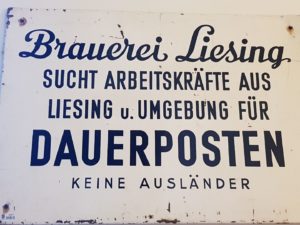 Brauerei Liesing
SUCHT ARBEITSKRÄFTE AUS
LIESING u. UMGEBUNG FÜR
DAUERPOSTEN
KEINE AUSLÄNDER